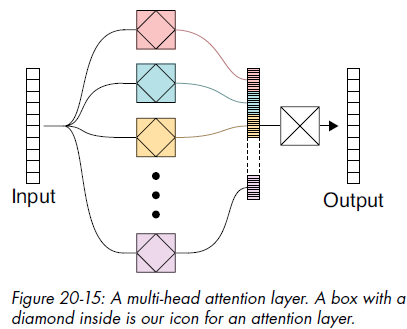 Input
Output
Figure 20-15: A multi-head attention layer. A box with a
diamond inside is our icon for an attention layer.